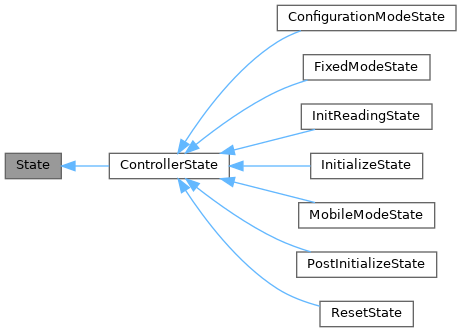 State
ControllerState
ConfigurationModeState
FixedModeState
InitReadingState
InitializeState
MobileModeState
PostInitializeState
ResetState